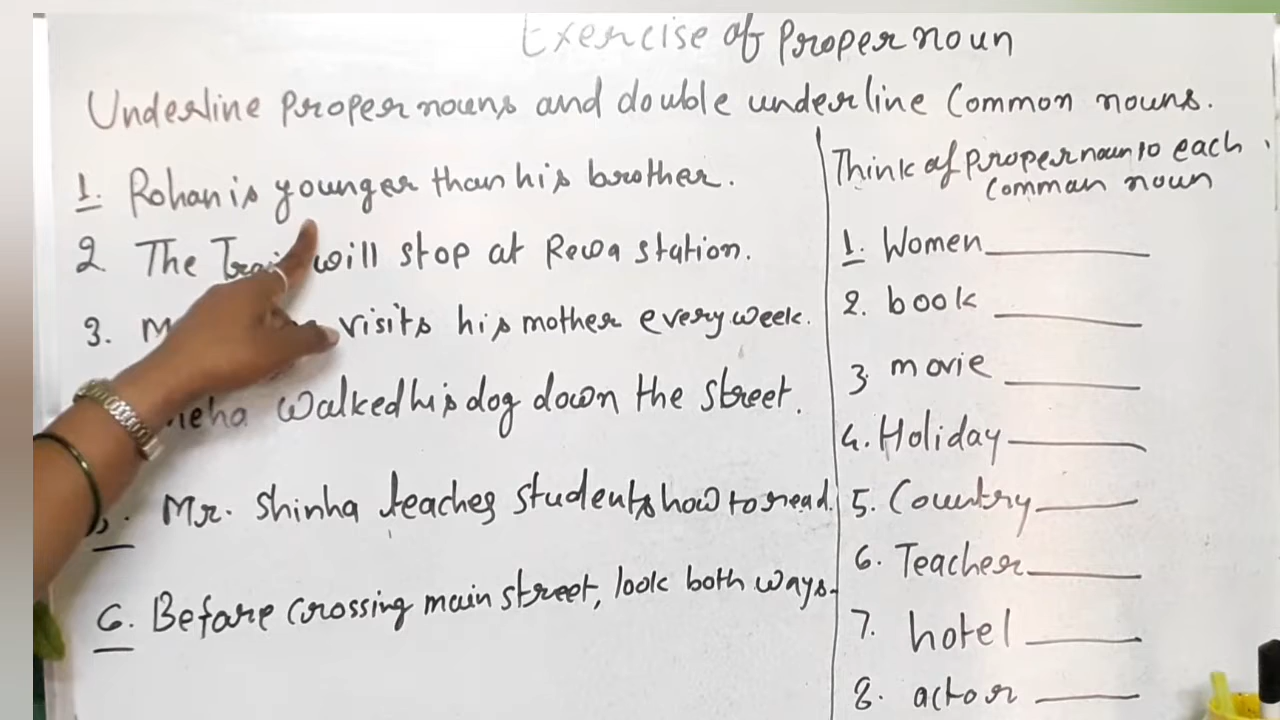 Exercise of Proper noun
Underline proper nouns and double underline Common nouns.
1. Rohan is younger than his brother.
2 The Train will stop at Rewa station.
3. visits his mother every week.
walked his dog down the street.
Mr. Shinha teaches students how to read.
6. Before crossing main street, look both ways.
Think of proper noun to each
Comman noun
1. Women
2. book
3 movie
4. Holiday
5. Country
6. Teacher
7. hotel
8. actor